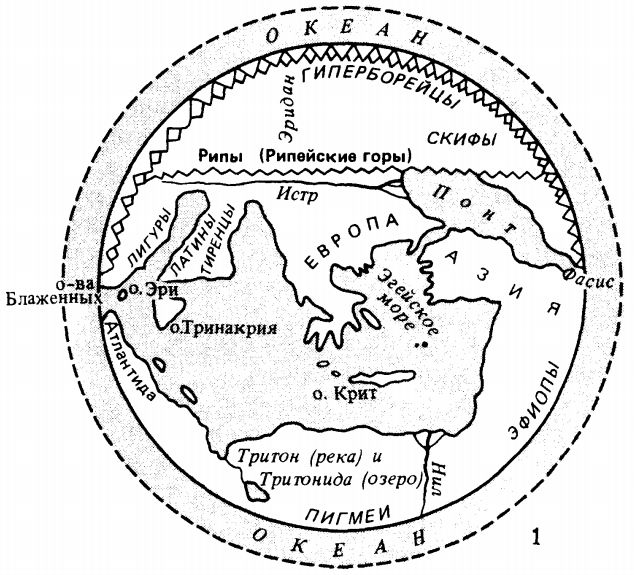 ОКЕАН
ГИПЕРБОРЕЙЦЫ
Эридан
СКИФЫ
Рипы (Рипейские горы)
Истр
Понт
ЛИГУРЫ
ЛАТИНЫ
ТИРЕНЦЫ
ЕВРОПА
АЗИЯ
Фасис
о-ва
Блаженных
о. Эри
Эгейское
море
о.Тринакрия
Атлантида
о. Крит
ЭФИОПЫ
Тритон (река) и
Тритонида (озеро)
Нил
ПИГМЕИ
ОКЕАН
1